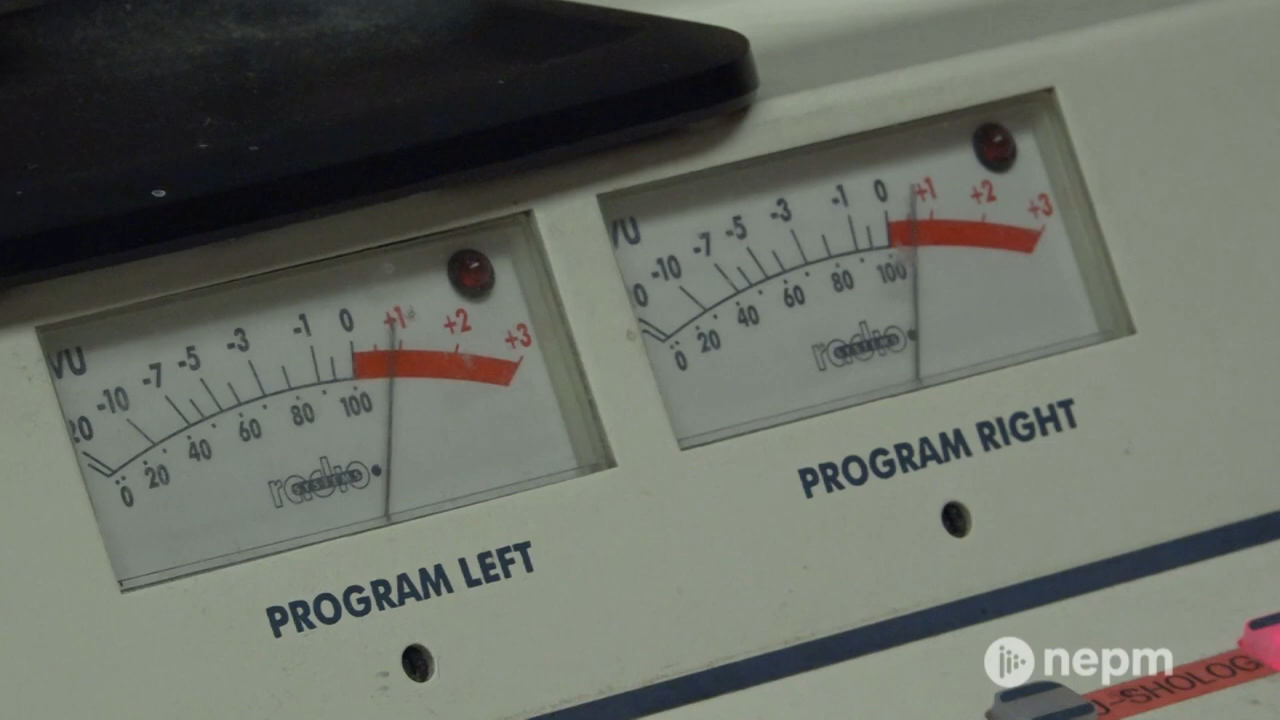 VU
20 -10 -7 -5 -3 -1 0 +1 +2 +3
0 20 40 60 80 100
radio
PROGRAM LEFT
VU
0 -10 -7 -5 -3 -1 0 +1 +2 +3
0 20 40 60 80 100
radio
PROGRAM RIGHT
nepm
J-SHOLOG